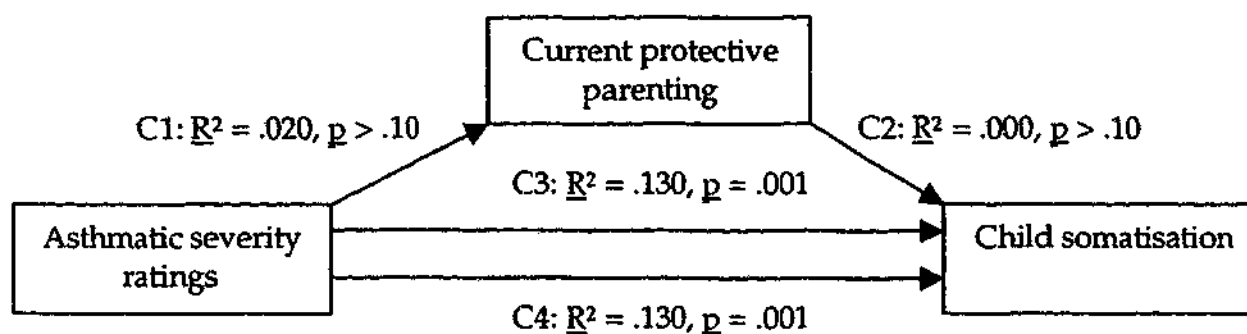 Current protective
parenting
C1: R² = .020, p > .10
C2: R² = .000, p > .10
C3: R² = .130, p = .001
Asthmatic severity
ratings
Child somatisation
C4: R² = .130, p = .001